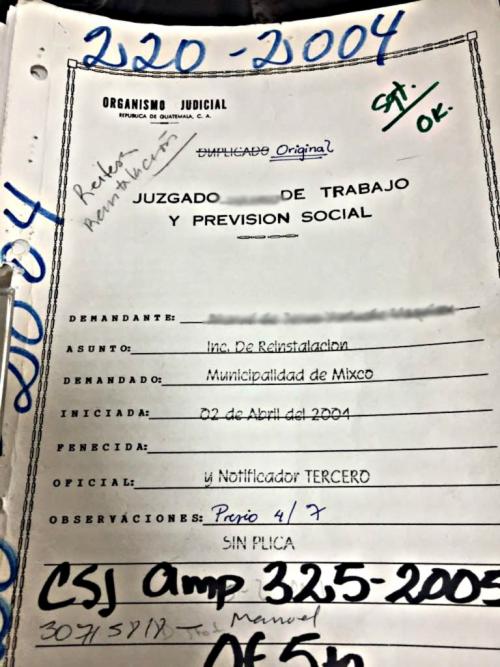 220-2004
ORGANISMO JUDICIAL
REPUBLICA DE GUATEMALA, C. A.
OK.
DUPLICADO Original
Reinstalación
JUZGADO DE TRABAJO
Y PREVISION SOCIAL
DEMANDANTE:
ASUNTO: Inc. De Reinstalacion
DEMANDADO: Municipalidad de Mixco
INICIADA: 02 de Abril del 2004
FENECIDA:
OFICIAL: y Notificador TERCERO
OBSERVACIONES: 4/7
SIN PLICA
CSJ Amp 325-2005
Manuel
Of 5to